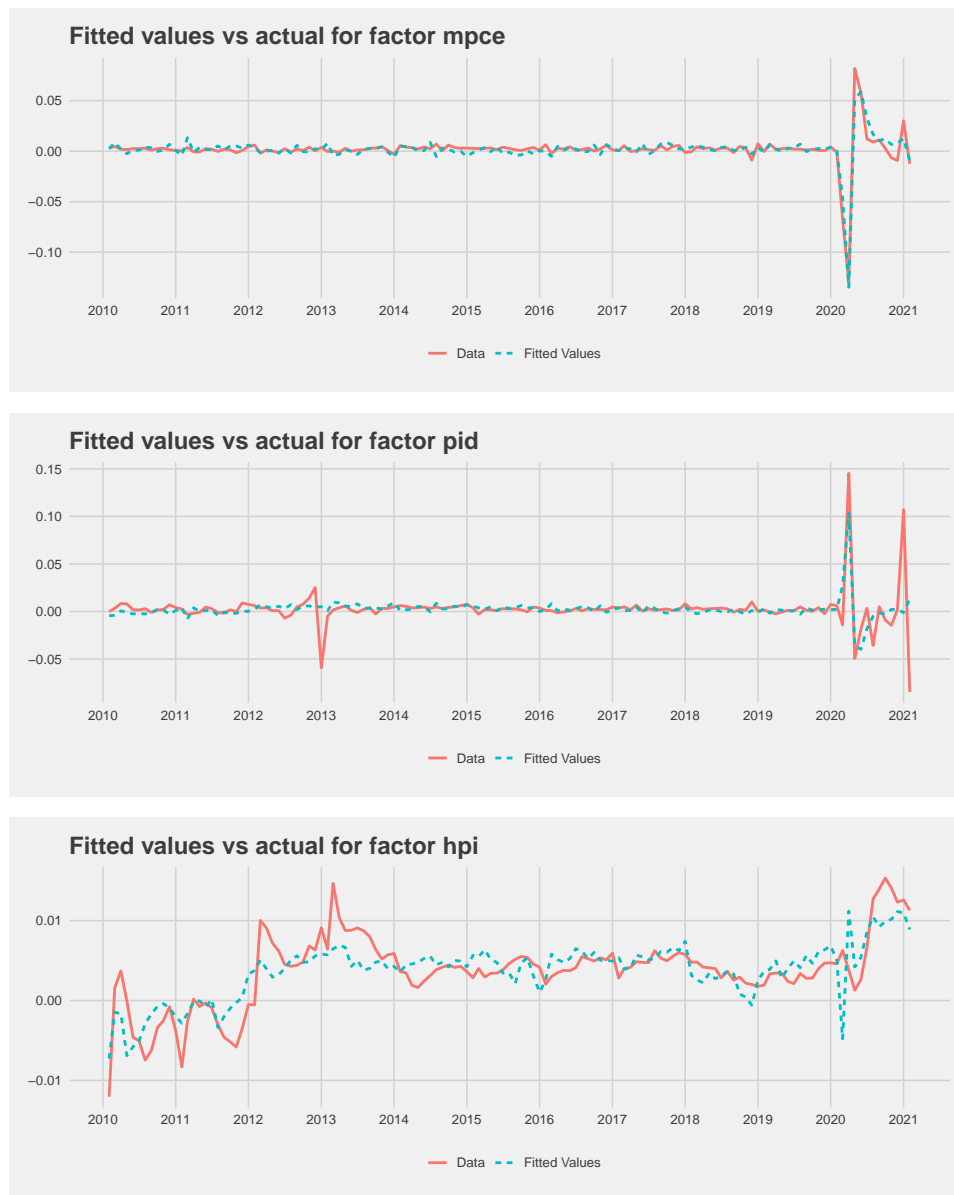 Fitted values vs actual for factor mpce
0.05
0.00
−0.05
−0.10
2010 2011 2012 2013 2014 2015 2016 2017 2018 2019 2020 2021
Data Fitted Values
Fitted values vs actual for factor pid
0.15
0.10
0.05
0.00
−0.05
2010 2011 2012 2013 2014 2015 2016 2017 2018 2019 2020 2021
Data Fitted Values
Fitted values vs actual for factor hpi
0.01
0.00
−0.01
2010 2011 2012 2013 2014 2015 2016 2017 2018 2019 2020 2021
Data Fitted Values